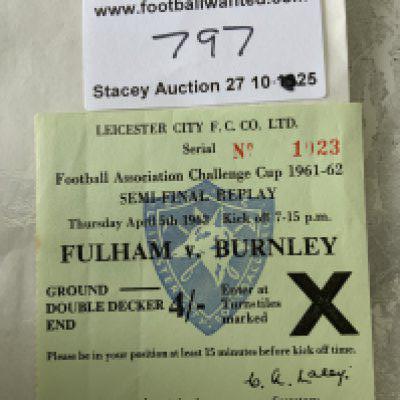 www.footballwanted.com
797
Stacey Auction 27 10 2025
LEICESTER CITY F.C. CO. LTD.
Serial Nº 1923
Football Association Challenge Cup 1961-62
SEMI-FINAL REPLAY
Thursday April 5th 1962 Kick off 7-15 p.m.
FULHAM v. BURNLEY
GROUND
DOUBLE DECKER
END
4/-
Enter at
Turnstiles
marked
X
Please be in your position at least 15 minutes before kick off time.
Secretary